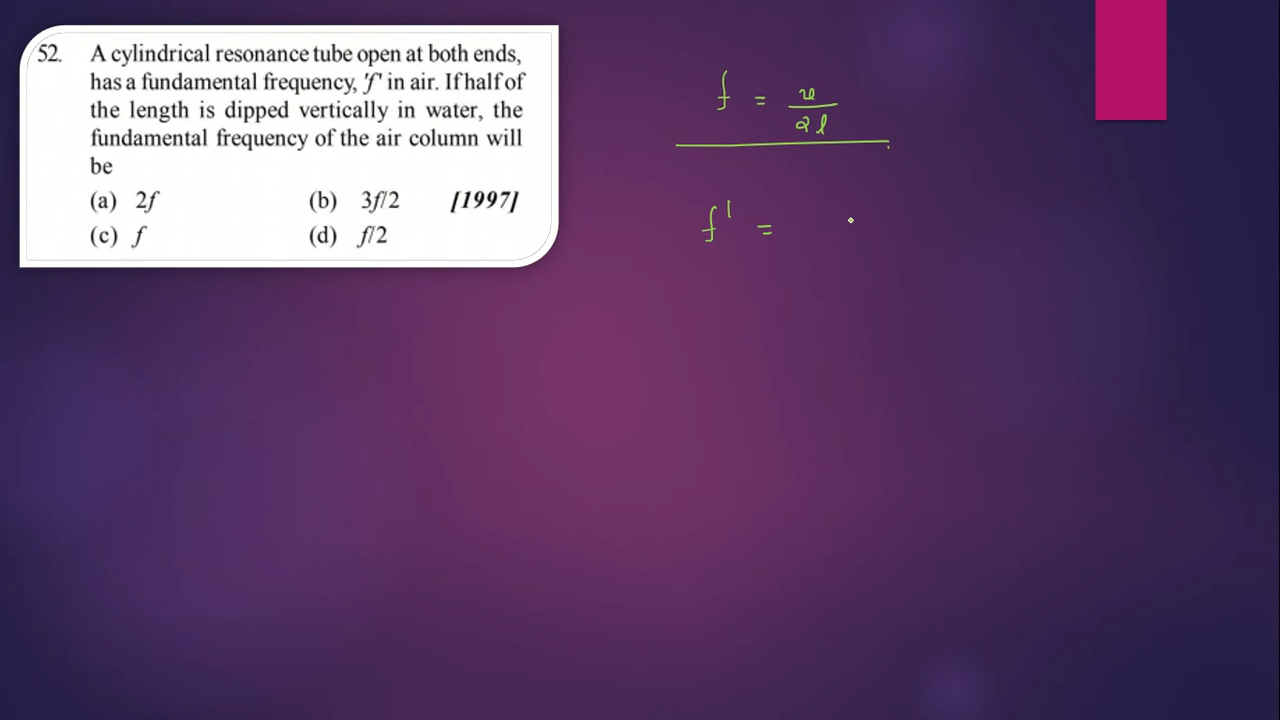 52. A cylindrical resonance tube open at both ends,
has a fundamental frequency, 'f' in air. If half of
the length is dipped vertically in water, the
fundamental frequency of the air column will
be
(a) 2f (b) 3f/2 [1997]
(c) f (d) f/2
f = v/2l
f' =